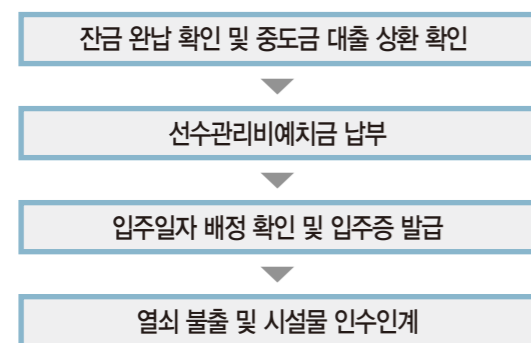 잔금 완납 확인 및 중도금 대출 상환 확인
선수관리비예치금 납부
입주일자 배정 확인 및 입주증 발급
열쇠 불출 및 시설물 인수인계